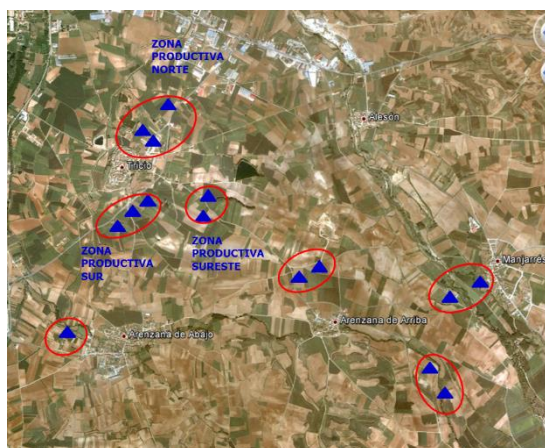 ZONA
PRODUCTIVA
NORTE
Alesón
Tricio
ZONA
PRODUCTIVA
SUR
ZONA
PRODUCTIVA
SURESTE
Manjarrés
Arenzana de Arriba
Arenzana de Abajo